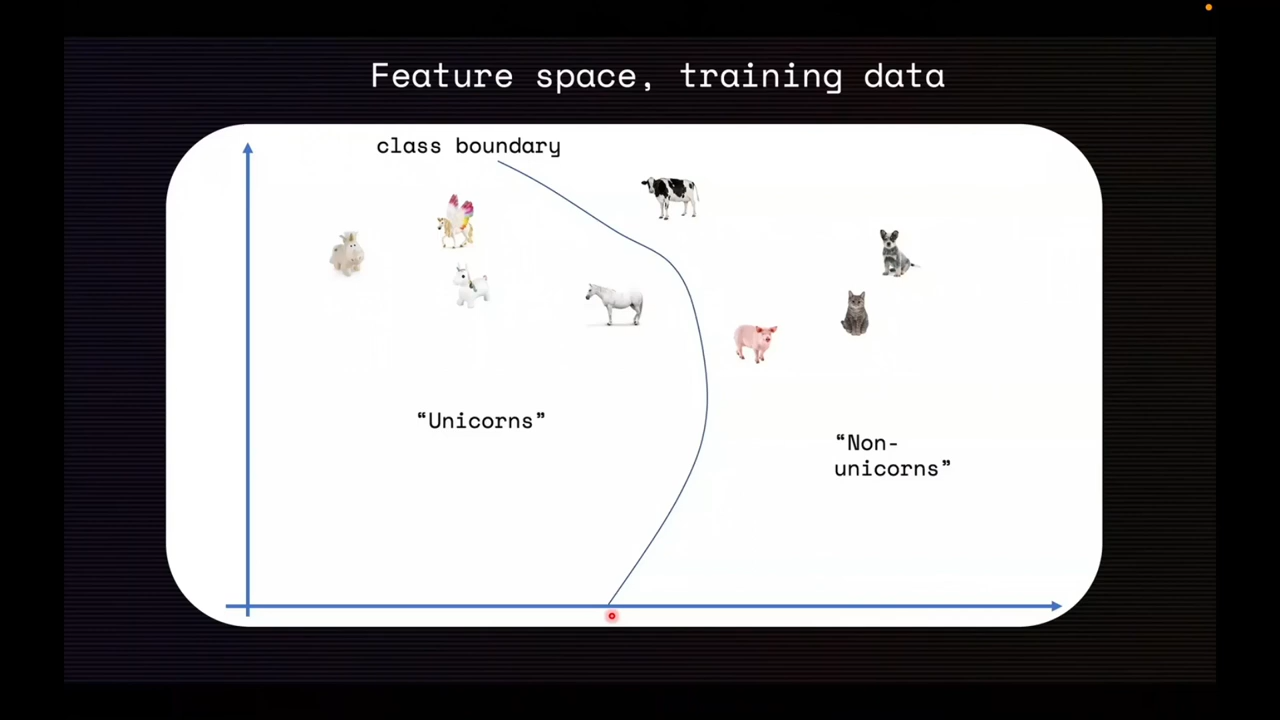 Feature space, training data
class boundary
“Unicorns”
“Non-
unicorns”